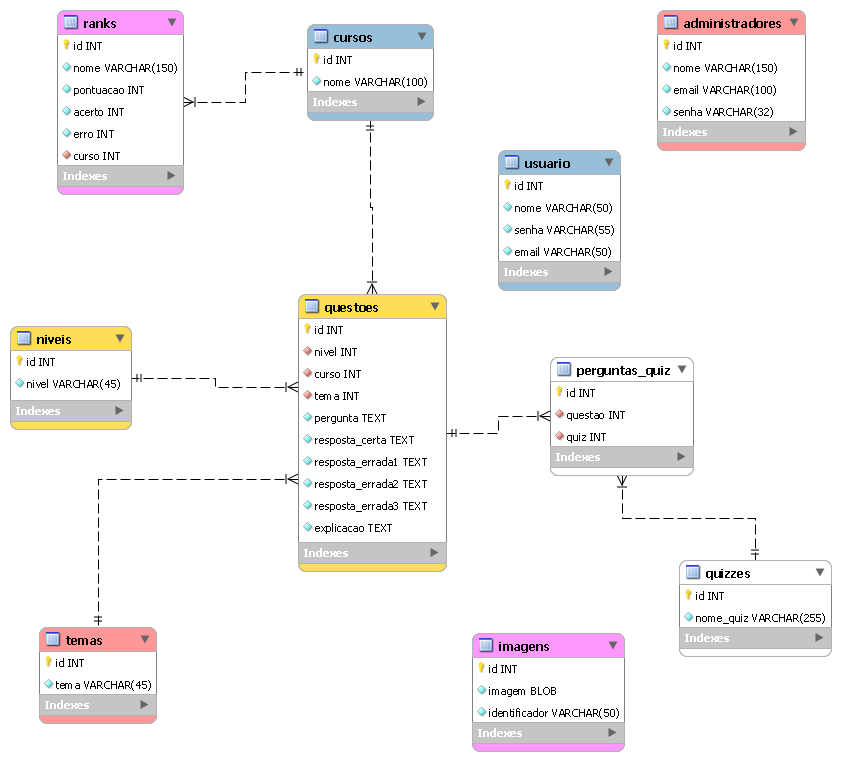 ranks
id INT
nome VARCHAR(150)
pontuacao INT
acerto INT
erro INT
curso INT
Indexes
cursos
id INT
nome VARCHAR(100)
Indexes
administradores
id INT
nome VARCHAR(150)
email VARCHAR(100)
senha VARCHAR(32)
Indexes
usuario
id INT
nome VARCHAR(50)
senha VARCHAR(55)
email VARCHAR(50)
Indexes
niveis
id INT
nivel VARCHAR(45)
Indexes
questoes
id INT
nivel INT
curso INT
tema INT
pergunta TEXT
resposta_certa TEXT
resposta_errada1 TEXT
resposta_errada2 TEXT
resposta_errada3 TEXT
explicacao TEXT
Indexes
perguntas_quiz
id INT
questao INT
quiz INT
Indexes
quizzes
id INT
nome_quiz VARCHAR(255)
Indexes
temas
id INT
tema VARCHAR(45)
Indexes
imagens
id INT
imagem BLOB
identificador VARCHAR(50)
Indexes